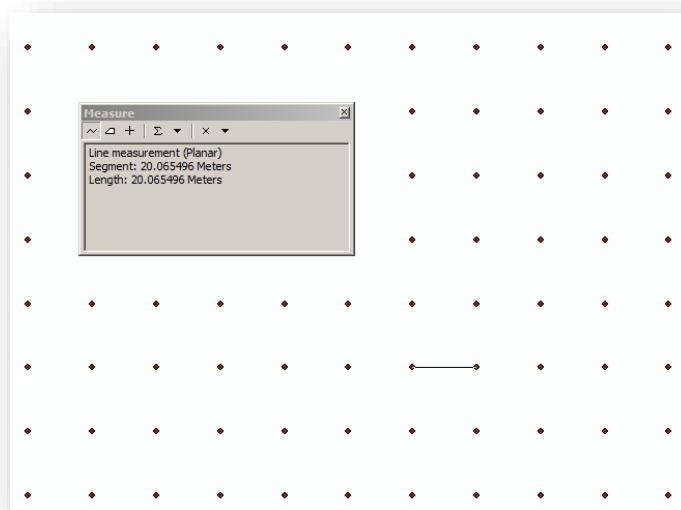 Measure
Σ
Line measurement (Planar)
Segment: 20.065496 Meters
Length: 20.065496 Meters